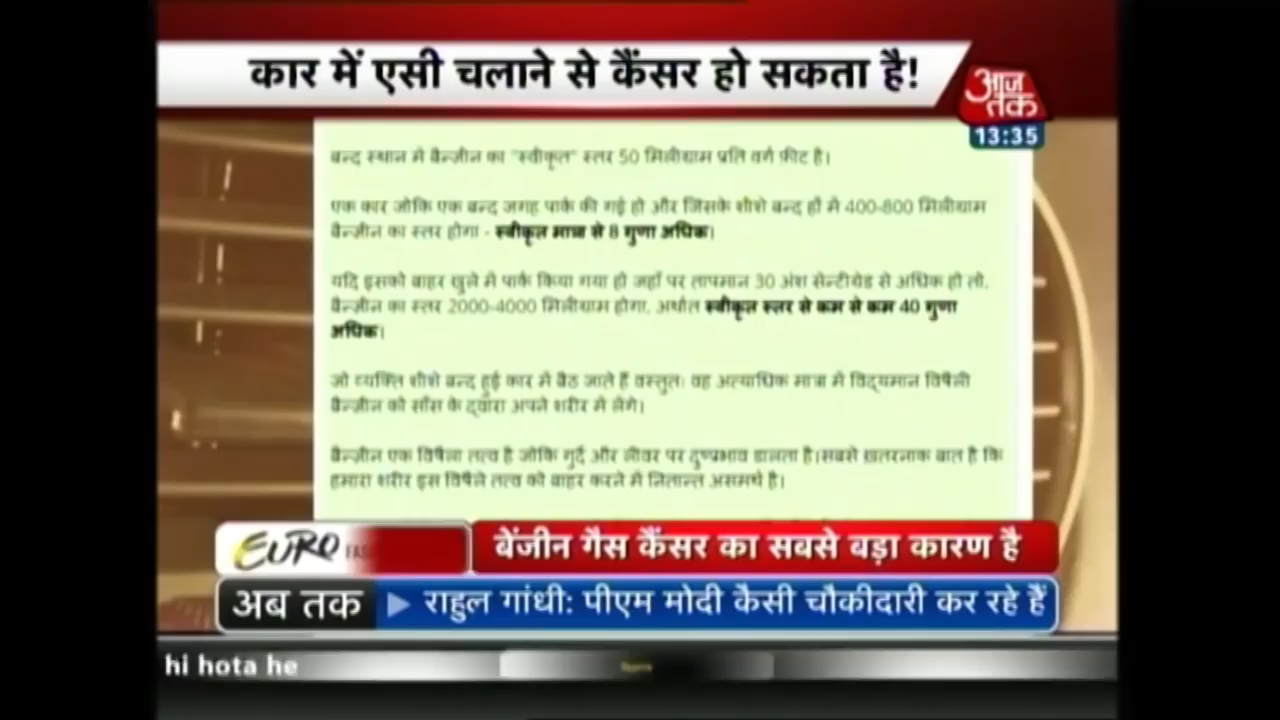 कार में एसी चलाने से कैंसर हो सकता है!
आज तक
13:35
बन्द स्थान में बैन्ज़ीन का "स्वीकृत" स्तर 50 मिलीग्राम प्रति वर्ग फीट है।
एक कार जोकि एक बन्द जगह पार्क की गई हो और जिसके शीशे बन्द हों में 400-800 मिलीग्राम
बैन्ज़ीन का स्तर होगा - स्वीकृत मात्रा से 8 गुणा अधिक।
यदि इसको बाहर खुले में पार्क किया गया हो जहाँ पर तापमान 30 अंश सेन्टीग्रेड से अधिक हो तो,
बैन्ज़ीन का स्तर 2000-4000 मिलीग्राम होगा, अर्थात स्वीकृत स्तर से कम से कम 40 गुणा
अधिक।
जो व्यक्ति शीशे बन्द हुई कार में बैठ जाते हैं वस्तुतः वह अत्याधिक मात्रा में विद्यमान विषैली
बैन्ज़ीन को साँस के द्वारा अपने शरीर में लेंगे।
बैन्ज़ीन एक विषैला तत्व है जोकि गुर्दे और लीवर पर दुष्प्रभाव डालता है।सबसे ख़तरनाक बात है कि
हमारा शरीर इस विषैले तत्व को बाहर करने में नितान्त असमर्थ है।
EURO
बेंजीन गैस कैंसर का सबसे बड़ा कारण है
अब तक राहुल गांधी: पीएम मोदी कैसी चौकीदारी कर रहे हैं
hi hota he